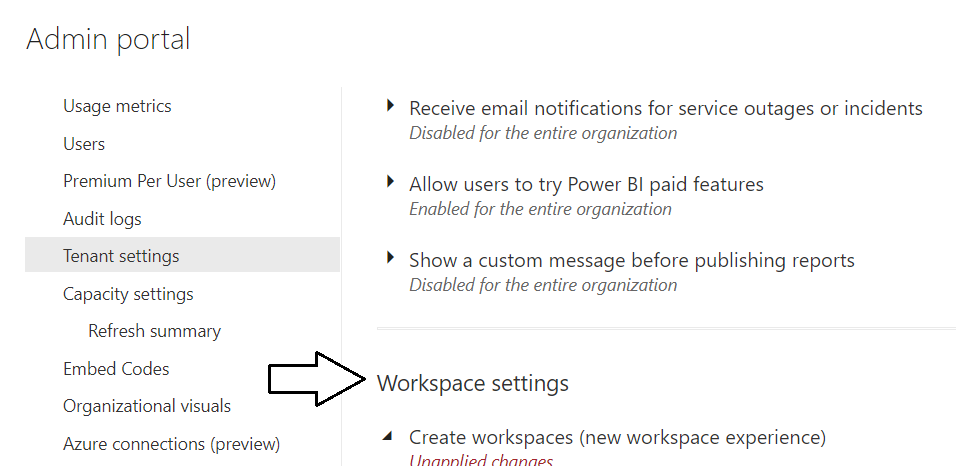 Admin portal
Usage metrics
Users
Premium Per User (preview)
Audit logs
Tenant settings
Capacity settings
Refresh summary
Embed Codes
Organizational visuals
Azure connections (preview)
Receive email notifications for service outages or incidents
Disabled for the entire organization
Allow users to try Power BI paid features
Enabled for the entire organization
Show a custom message before publishing reports
Disabled for the entire organization
Workspace settings
Create workspaces (new workspace experience)
Unapplied changes